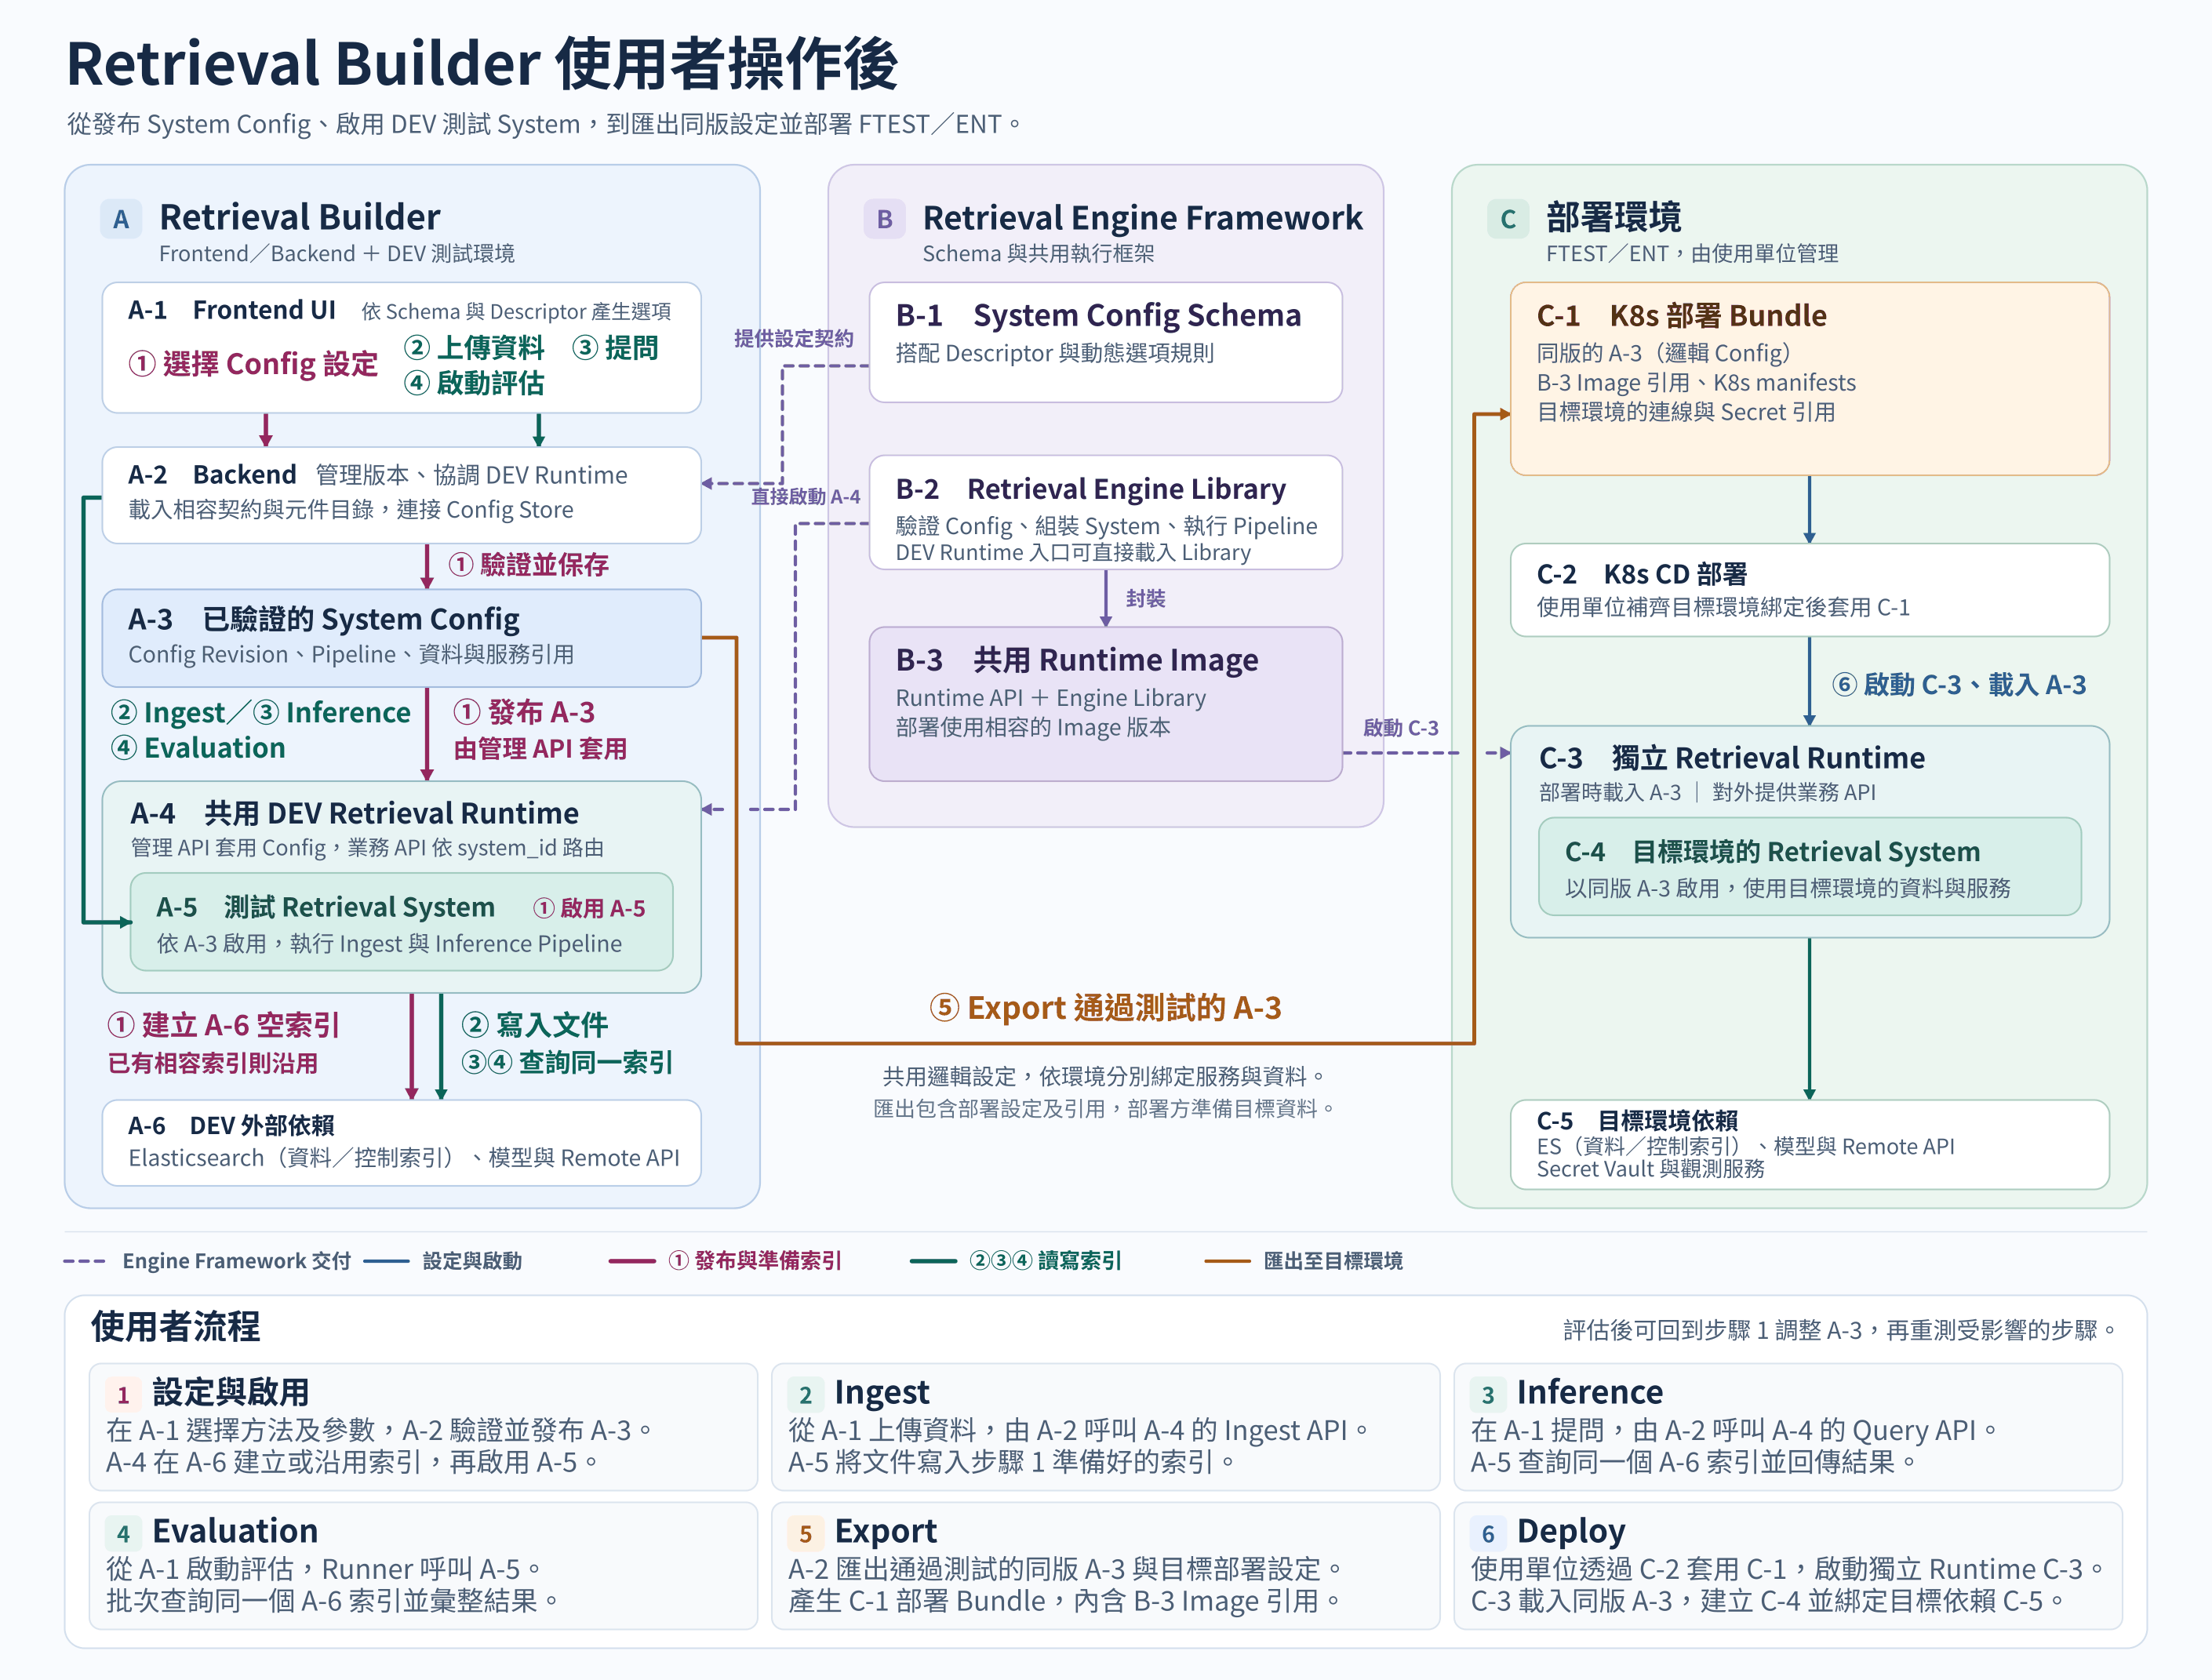 Retrieval Builder 使用者操作後
從發布 System Config、啟用 DEV 測試 System，到匯出同版設定並部署 FTEST／ENT。
A Retrieval Builder
Frontend／Backend ＋ DEV 測試環境
A-1 Frontend UI 依 Schema 與 Descriptor 產生選項
① 選擇 Config 設定
② 上傳資料 ③ 提問
④ 啟動評估
A-2 Backend 管理版本、協調 DEV Runtime
載入相容契約與元件目錄，連接 Config Store
① 驗證並保存
A-3 已驗證的 System Config
Config Revision、Pipeline、資料與服務引用
② Ingest／③ Inference
④ Evaluation
① 發布 A-3
由管理 API 套用
A-4 共用 DEV Retrieval Runtime
管理 API 套用 Config，業務 API 依 system_id 路由
A-5 測試 Retrieval System ① 啟用 A-5
依 A-3 啟用，執行 Ingest 與 Inference Pipeline
① 建立 A-6 空索引
已有相容索引則沿用
② 寫入文件
③④ 查詢同一索引
A-6 DEV 外部依賴
Elasticsearch（資料／控制索引）、模型與 Remote API
提供設定契約
直接啟動 A-4
B Retrieval Engine Framework
Schema 與共用執行框架
B-1 System Config Schema
搭配 Descriptor 與動態選項規則
B-2 Retrieval Engine Library
驗證 Config、組裝 System、執行 Pipeline
DEV Runtime 入口可直接載入 Library
封裝
B-3 共用 Runtime Image
Runtime API ＋ Engine Library
部署使用相容的 Image 版本
啟動 C-3
⑤ Export 通過測試的 A-3
共用邏輯設定，依環境分別綁定服務與資料。
匯出包含部署設定及引用，部署方準備目標資料。
C 部署環境
FTEST／ENT，由使用單位管理
C-1 K8s 部署 Bundle
同版的 A-3（邏輯 Config）
B-3 Image 引用、K8s manifests
目標環境的連線與 Secret 引用
C-2 K8s CD 部署
使用單位補齊目標環境綁定後套用 C-1
⑥ 啟動 C-3、載入 A-3
C-3 獨立 Retrieval Runtime
部署時載入 A-3｜對外提供業務 API
C-4 目標環境的 Retrieval System
以同版 A-3 啟用，使用目標環境的資料與服務
C-5 目標環境依賴
ES（資料／控制索引）、模型與 Remote API
Secret Vault 與觀測服務
Engine Framework 交付 設定與啟動 ① 發布與準備索引 ②③④ 讀寫索引 匯出至目標環境
使用者流程
評估後可回到步驟 1 調整 A-3，再重測受影響的步驟。
1 設定與啟用
在 A-1 選擇方法及參數，A-2 驗證並發布 A-3。
A-4 在 A-6 建立或沿用索引，再啟用 A-5。
2 Ingest
從 A-1 上傳資料，由 A-2 呼叫 A-4 的 Ingest API。
A-5 將文件寫入步驟 1 準備好的索引。
3 Inference
在 A-1 提問，由 A-2 呼叫 A-4 的 Query API。
A-5 查詢同一個 A-6 索引並回傳結果。
4 Evaluation
從 A-1 啟動評估，Runner 呼叫 A-5。
批次查詢同一個 A-6 索引並彙整結果。
5 Export
A-2 匯出通過測試的同版 A-3 與目標部署設定。
產生 C-1 部署 Bundle，內含 B-3 Image 引用。
6 Deploy
使用單位透過 C-2 套用 C-1，啟動獨立 Runtime C-3。
C-3 載入同版 A-3，建立 C-4 並綁定目標依賴 C-5。